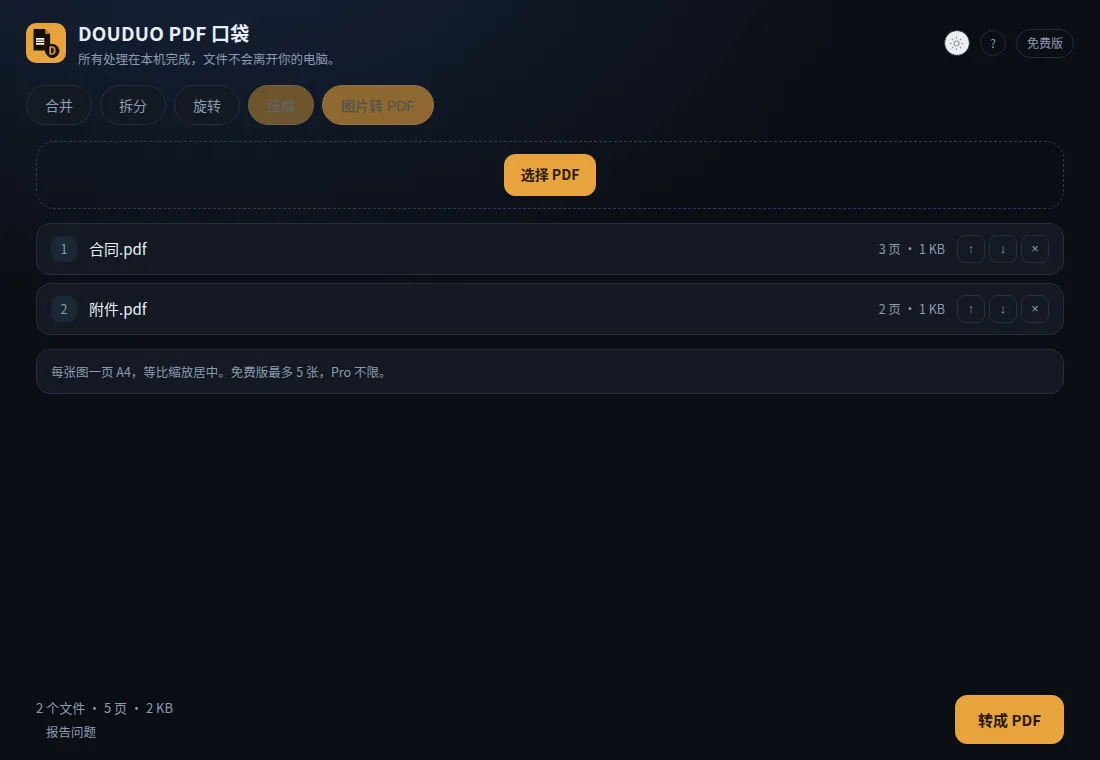 DOUDUO PDF 口袋
所有处理在本机完成，文件不会离开你的电脑。
?
免费版
合并
拆分
旋转
压缩
图片转 PDF
选择 PDF
1 合同.pdf 3 页 • 1 KB ↑ ↓ ×
2 附件.pdf 2 页 • 1 KB ↑ ↓ ×
每张图一页 A4，等比缩放居中。免费版最多 5 张，Pro 不限。
2 个文件 • 5 页 • 2 KB
报告问题
转成 PDF